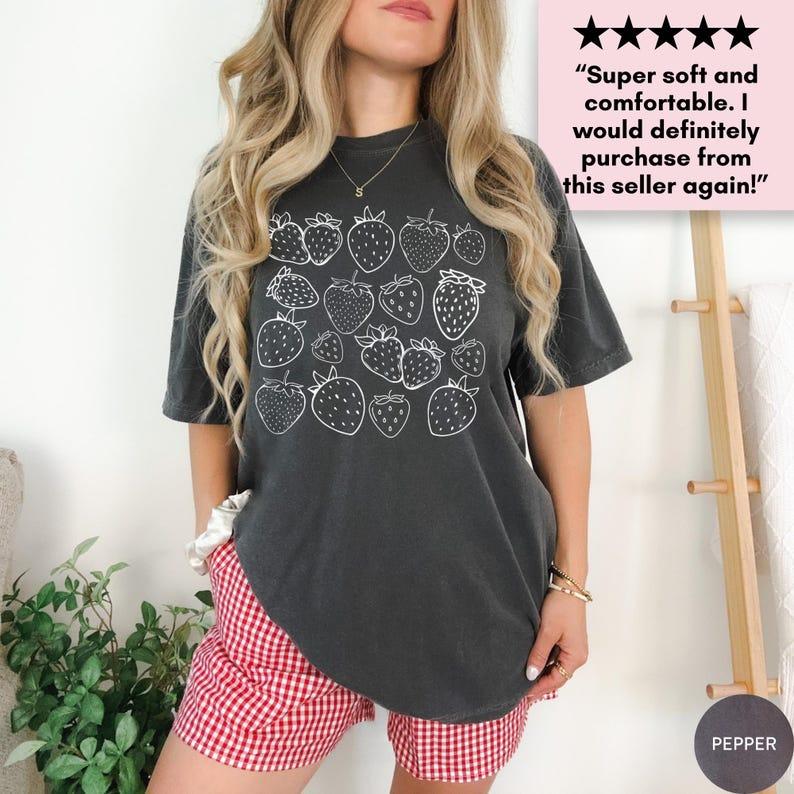 ★★★★★
“Super soft and
comfortable. I
would definitely
purchase from
this seller again!”
S
PEPPER